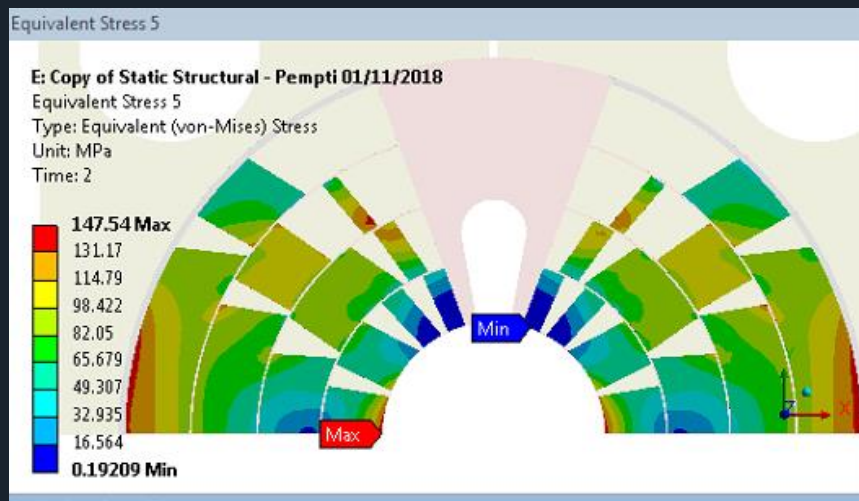 Equivalent Stress 5
E: Copy of Static Structural - Pempti 01/11/2018
Equivalent Stress 5
Type: Equivalent (von-Mises) Stress
Unit: MPa
Time: 2
147.54 Max
131.17
114.79
98.422
82.05
65.679
49.307
32.935
16.564
0.19209 Min
Min
Max
Z
X